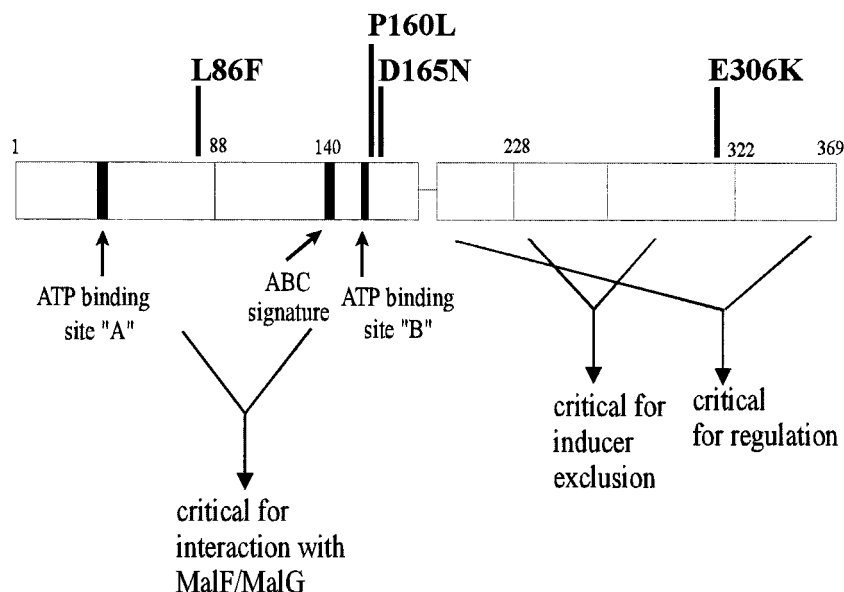 P160L
L86F
D165N
E306K
1
88
140
228
322
369
ATP binding
site "A"
ABC
signature
ATP binding
site "B"
critical for
interaction with
MalF/MalG
critical for
inducer
exclusion
critical
for regulation